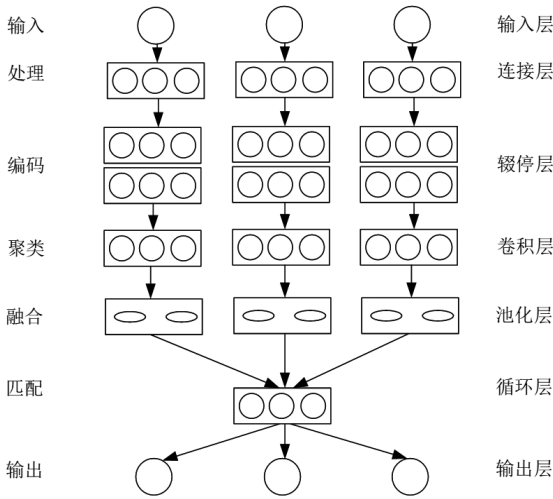 输入 输入层
处理 连接层
编码 辍停层
聚类 卷积层
融合 池化层
匹配 循环层
输出 输出层